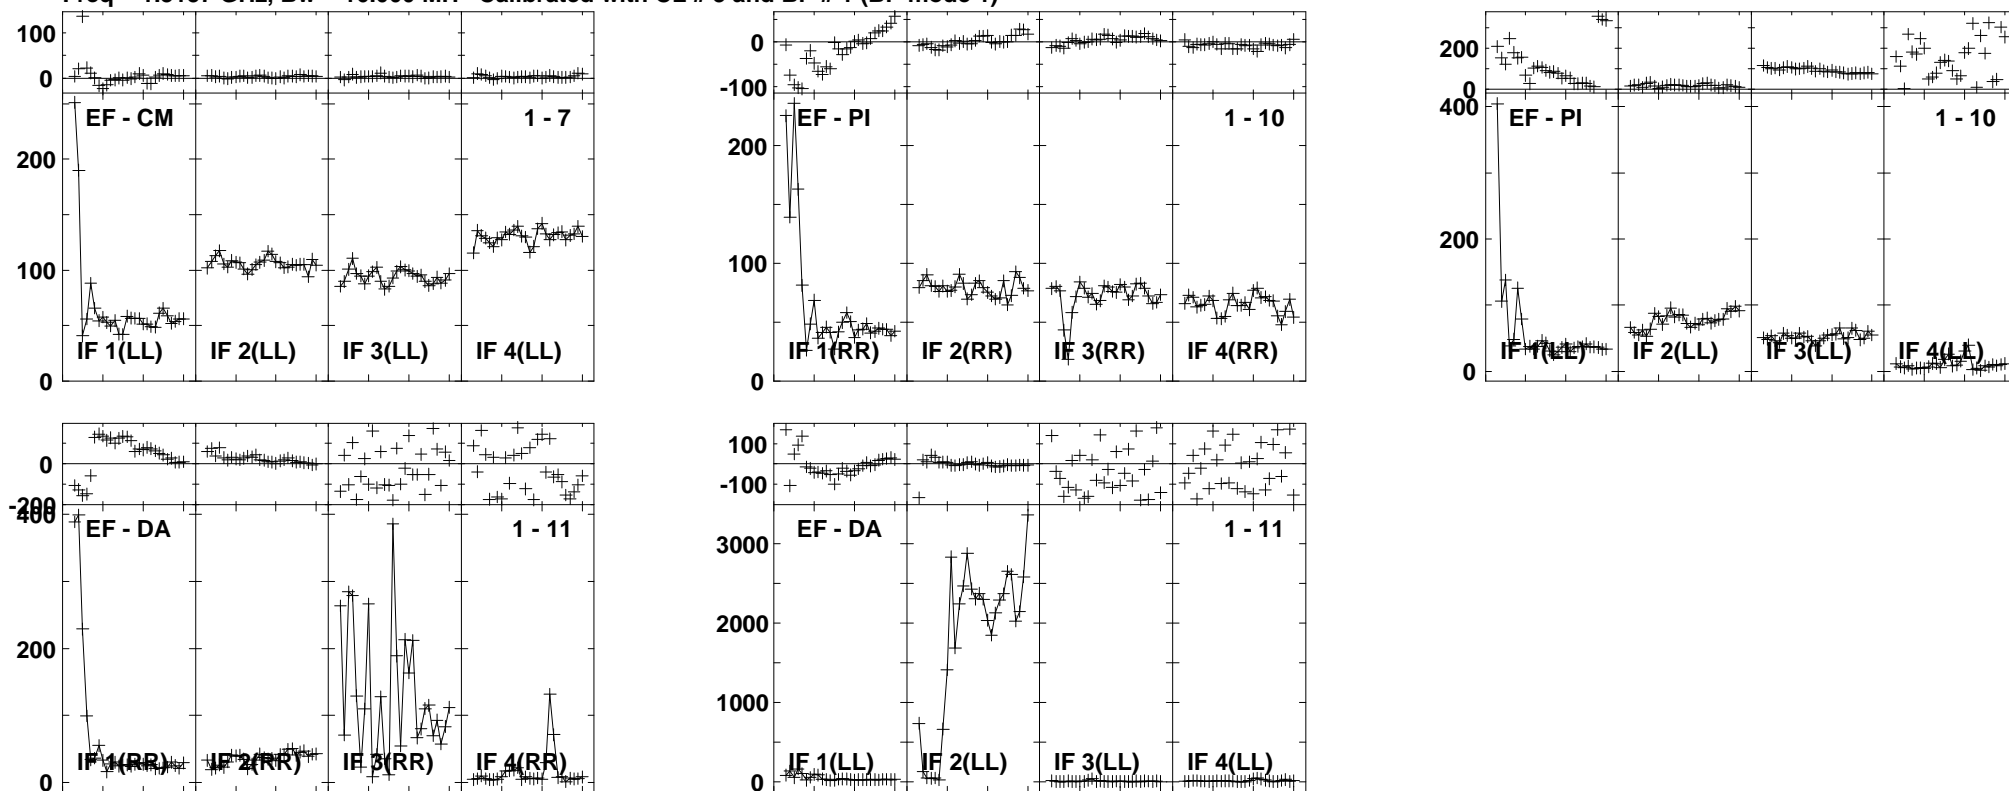 100
0
EF - CM
1 - 7
200
100
0
IF 1(LL)
IF 2(LL)
IF 3(LL)
IF 4(LL)
0
-100
EF - PI
1 - 10
200
100
0
IF 1(RR)
IF 2(RR)
IF 3(RR)
IF 4(RR)
200
0
EF - PI
1 - 10
400
200
0
IF 1(LL)
IF 2(LL)
IF 3(LL)
IF 4(LL)
0
-200
400
EF - DA
1 - 11
200
0
IF 1(RR)
IF 2(RR)
IF 3(RR)
IF 4(RR)
100
0
-100
EF - DA
1 - 11
3000
2000
1000
0
IF 1(LL)
IF 2(LL)
IF 3(LL)
IF 4(LL)